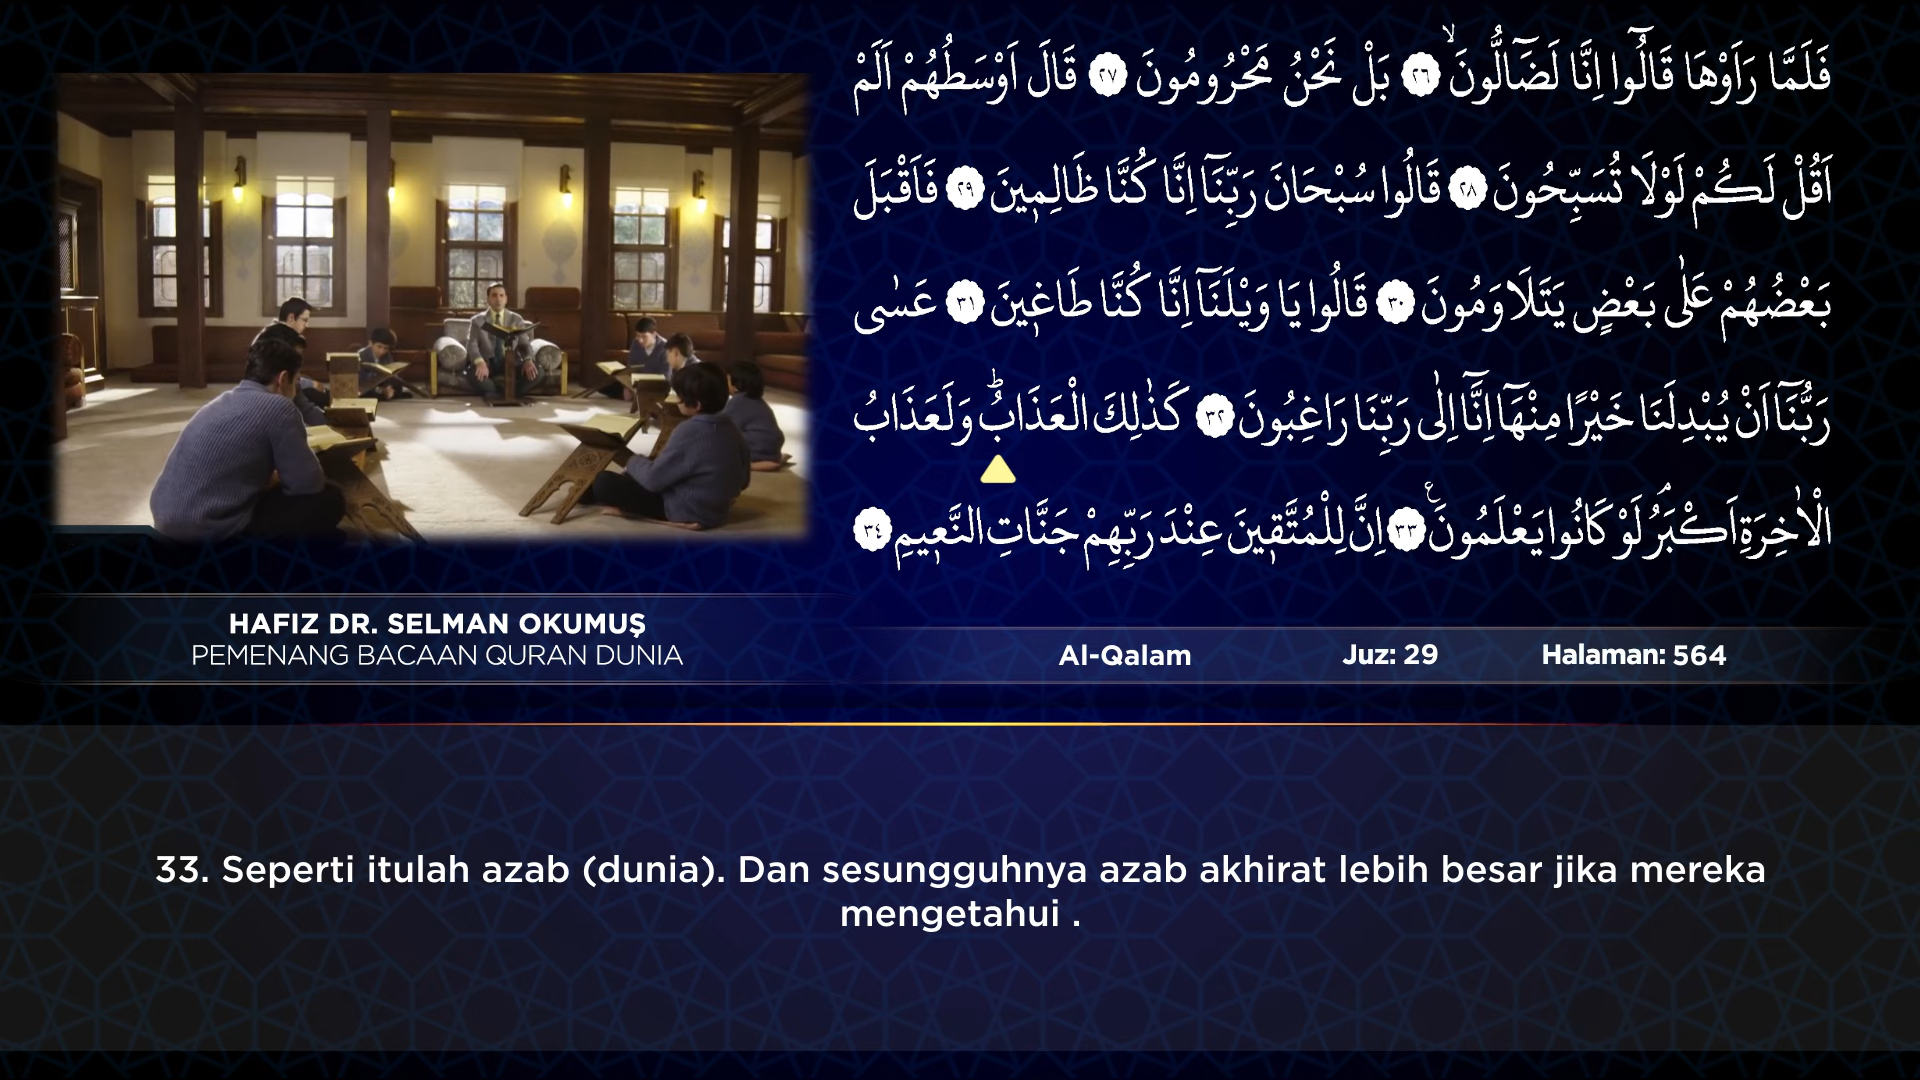 فَلَمَّا رَاَوْهَا قَالُٓوا اِنَّا لَضَٓالُّونَۙ ﴿٢٦﴾ بَلْ نَحْنُ مَحْرُومُونَ ﴿٢٧﴾ قَالَ اَوْسَطُهُمْ اَلَمْ
اَقُلْ لَكُمْ لَوْلَا تُسَبِّحُونَ ﴿٢٨﴾ قَالُوا سُبْحَانَ رَبِّنَٓا اِنَّا كُنَّا ظَالِم۪ينَ ﴿٢٩﴾ فَاَقْبَلَ
بَعْضُهُمْ عَلٰى بَعْضٍ يَتَلَاوَمُونَ ﴿٣٠﴾ قَالُوا يَا وَيْلَنَٓا اِنَّا كُنَّا طَاغ۪ينَ ﴿٣١﴾ عَسٰى
رَبُّنَٓا اَنْ يُبْدِلَنَا خَيْرًا مِنْهَٓا اِنَّٓا اِلٰى رَبِّنَا رَاغِبُونَ ﴿٣٢﴾ كَذٰلِكَ الْعَذَابُۜ وَلَعَذَابُ
الْاٰخِرَةِ اَكْبَرُۢ لَوْ كَانُوا يَعْلَمُونَ۟ ﴿٣٣﴾ اِنَّ لِلْمُتَّق۪ينَ عِنْدَ رَبِّهِمْ جَنَّاتِ النَّع۪يمِ ﴿٣٤﴾
HAFIZ DR. SELMAN OKUMUŞ
PEMENANG BACAAN QURAN DUNIA
Al-Qalam Juz: 29 Halaman: 564
33. Seperti itulah azab (dunia). Dan sesungguhnya azab akhirat lebih besar jika mereka
mengetahui .